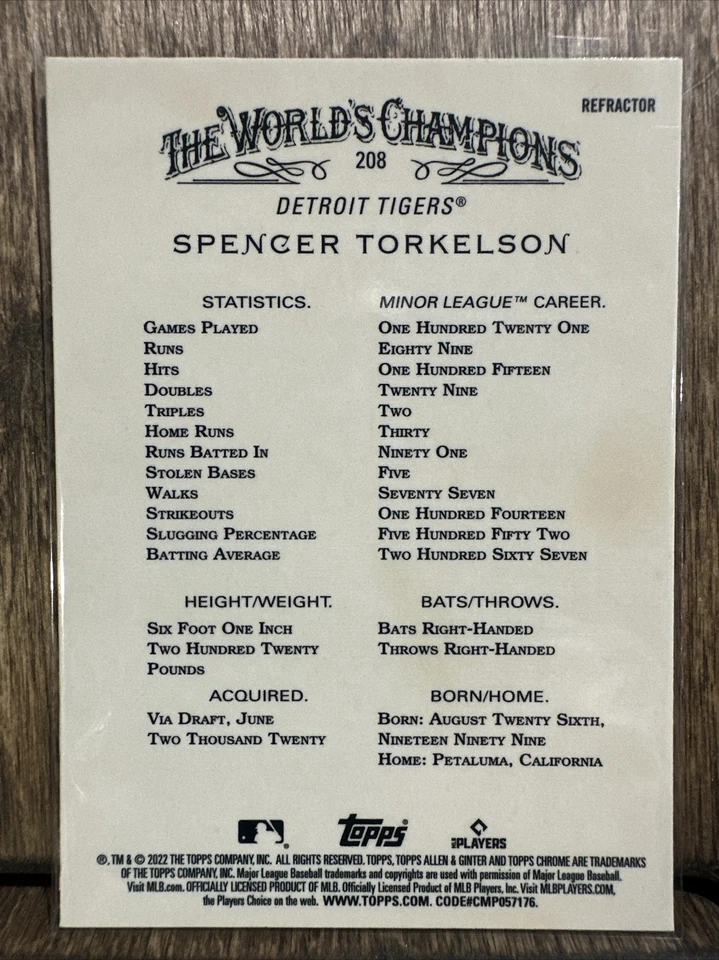 REFRACTOR
THE WORLD'S CHAMPIONS
208
DETROIT TIGERS®
SPENCER TORKELSON
STATISTICS. MINOR LEAGUE™ CAREER.
GAMES PLAYED ONE HUNDRED TWENTY ONE
RUNS EIGHTY NINE
HITS ONE HUNDRED FIFTEEN
DOUBLES TWENTY NINE
TRIPLES TWO
HOME RUNS THIRTY
RUNS BATTED IN NINETY ONE
STOLEN BASES FIVE
WALKS SEVENTY SEVEN
STRIKEOUTS ONE HUNDRED FOURTEEN
SLUGGING PERCENTAGE FIVE HUNDRED FIFTY TWO
BATTING AVERAGE TWO HUNDRED SIXTY SEVEN
HEIGHT/WEIGHT. BATS/THROWS.
SIX FOOT ONE INCH BATS RIGHT-HANDED
TWO HUNDRED TWENTY THROWS RIGHT-HANDED
POUNDS
ACQUIRED. BORN/HOME.
VIA DRAFT, JUNE BORN: AUGUST TWENTY SIXTH,
TWO THOUSAND TWENTY NINETEEN NINETY NINE
HOME: PETALUMA, CALIFORNIA
Topps PLAYERS
®, TM & © 2022 THE TOPPS COMPANY, INC. ALL RIGHTS RESERVED. TOPPS, TOPPS ALLEN & GINTER AND TOPPS CHROME ARE TRADEMARKS
OF THE TOPPS COMPANY, INC. Major League Baseball trademarks and copyrights are used with permission of Major League Baseball.
Visit MLB.com. OFFICIALLY LICENSED PRODUCT OF MLB. Officially Licensed Product of MLB Players, Inc. Visit MLBPLAYERS.COM,
the Players Choice on the web. WWW.TOPPS.COM. CODE#CMP057176.